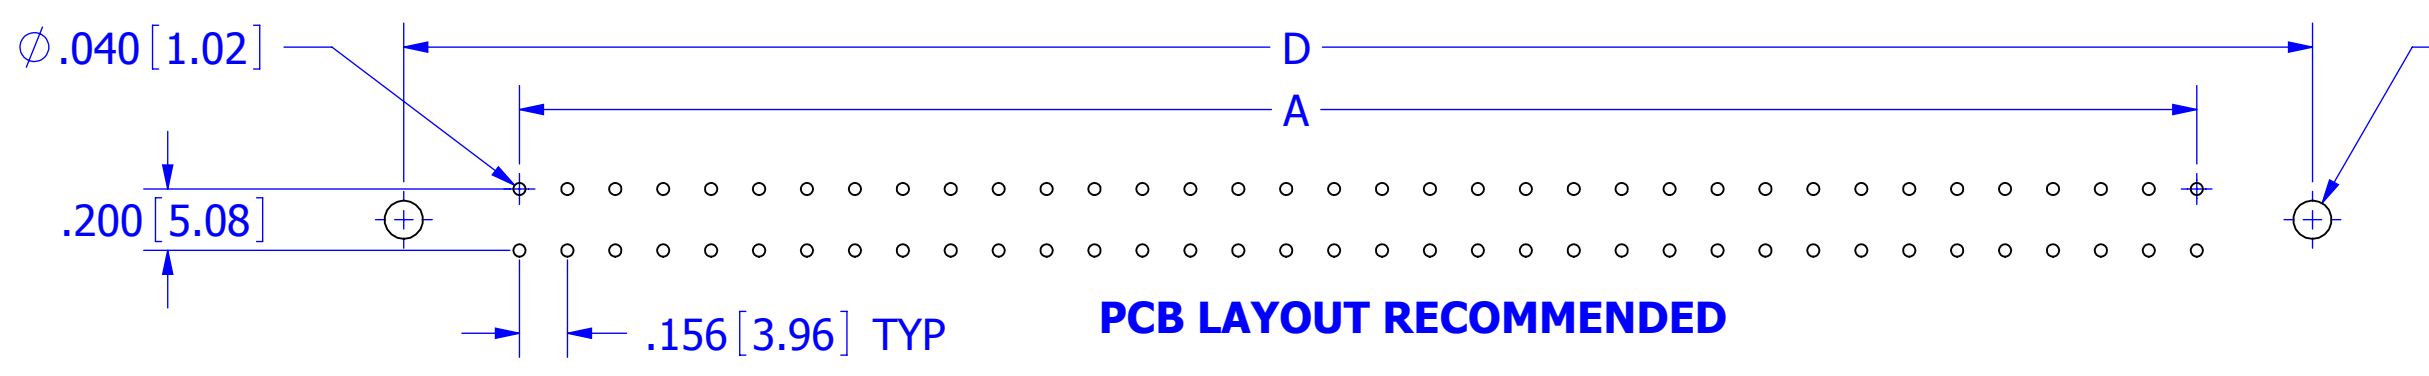 ⌀.040[1.02]
D
A
.200[5.08]
.156[3.96] TYP
PCB LAYOUT RECOMMENDED